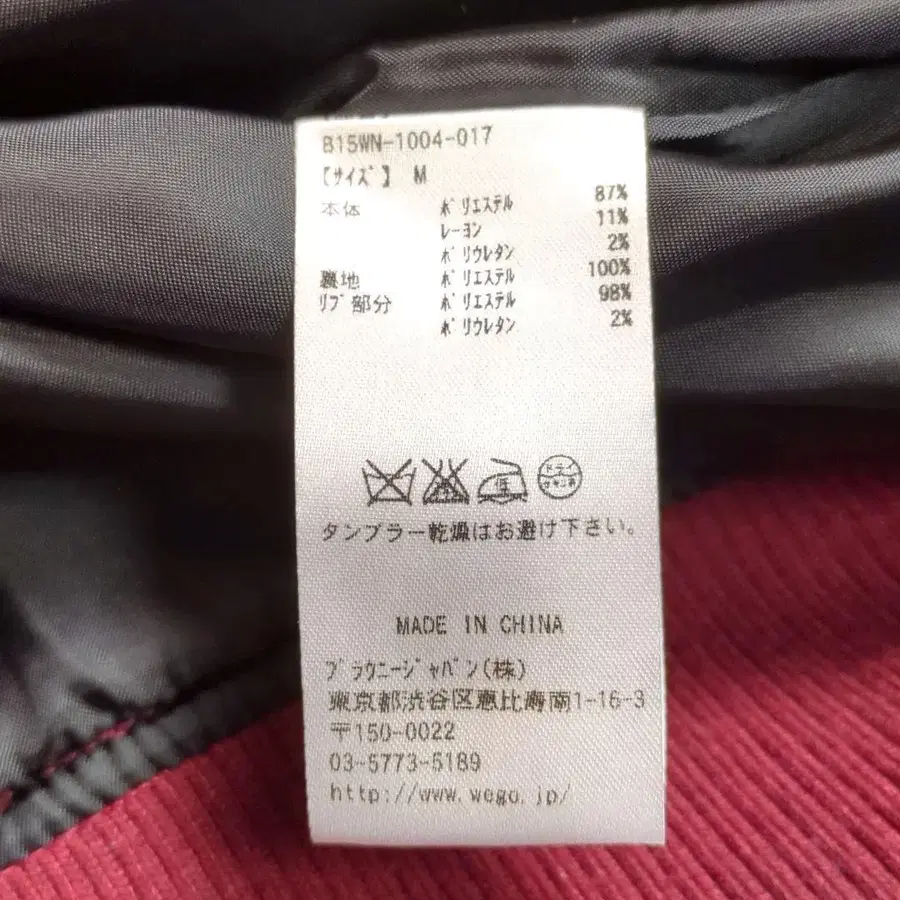 B15WN-1004-017
【サイズ】 M
本体 ポリエステル 87%
レーヨン 11%
ポリウレタン 2%
裏地 ポリエステル 100%
リブ部分 ポリエステル 98%
ポリウレタン 2%
ドライ
タンブラー乾燥はお避け下さい。
MADE IN CHINA
ブラウニージャパン(株)
東京都渋谷区恵比寿南1-16-3
〒150-0022
03-5773-5189
http://www.wego.jp/